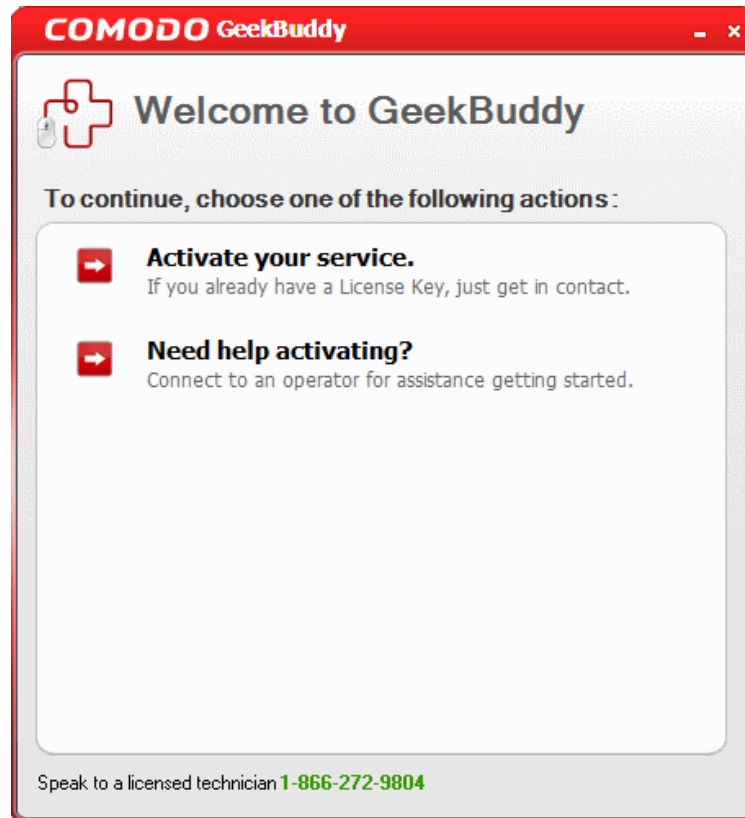 COMODO GeekBuddy
Welcome to GeekBuddy
To continue, choose one of the following actions:
Activate your service.
If you already have a License Key, just get in contact.
Need help activating?
Connect to an operator for assistance getting started.
Speak to a licensed technician 1-866-272-9804